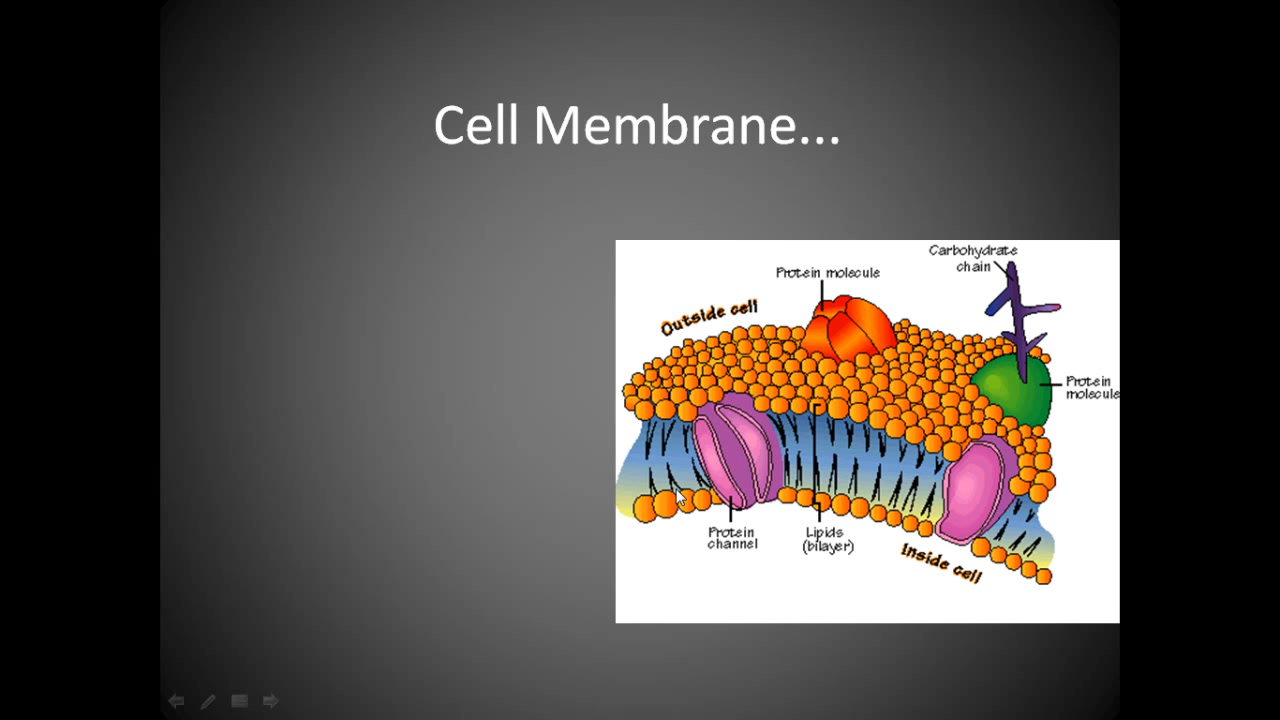 Cell Membrane...
Carbohydrate
chain
Protein molecule
Outside cell
Protein
molecule
Protein
channel
Lipids
(bilayer)
Inside cell